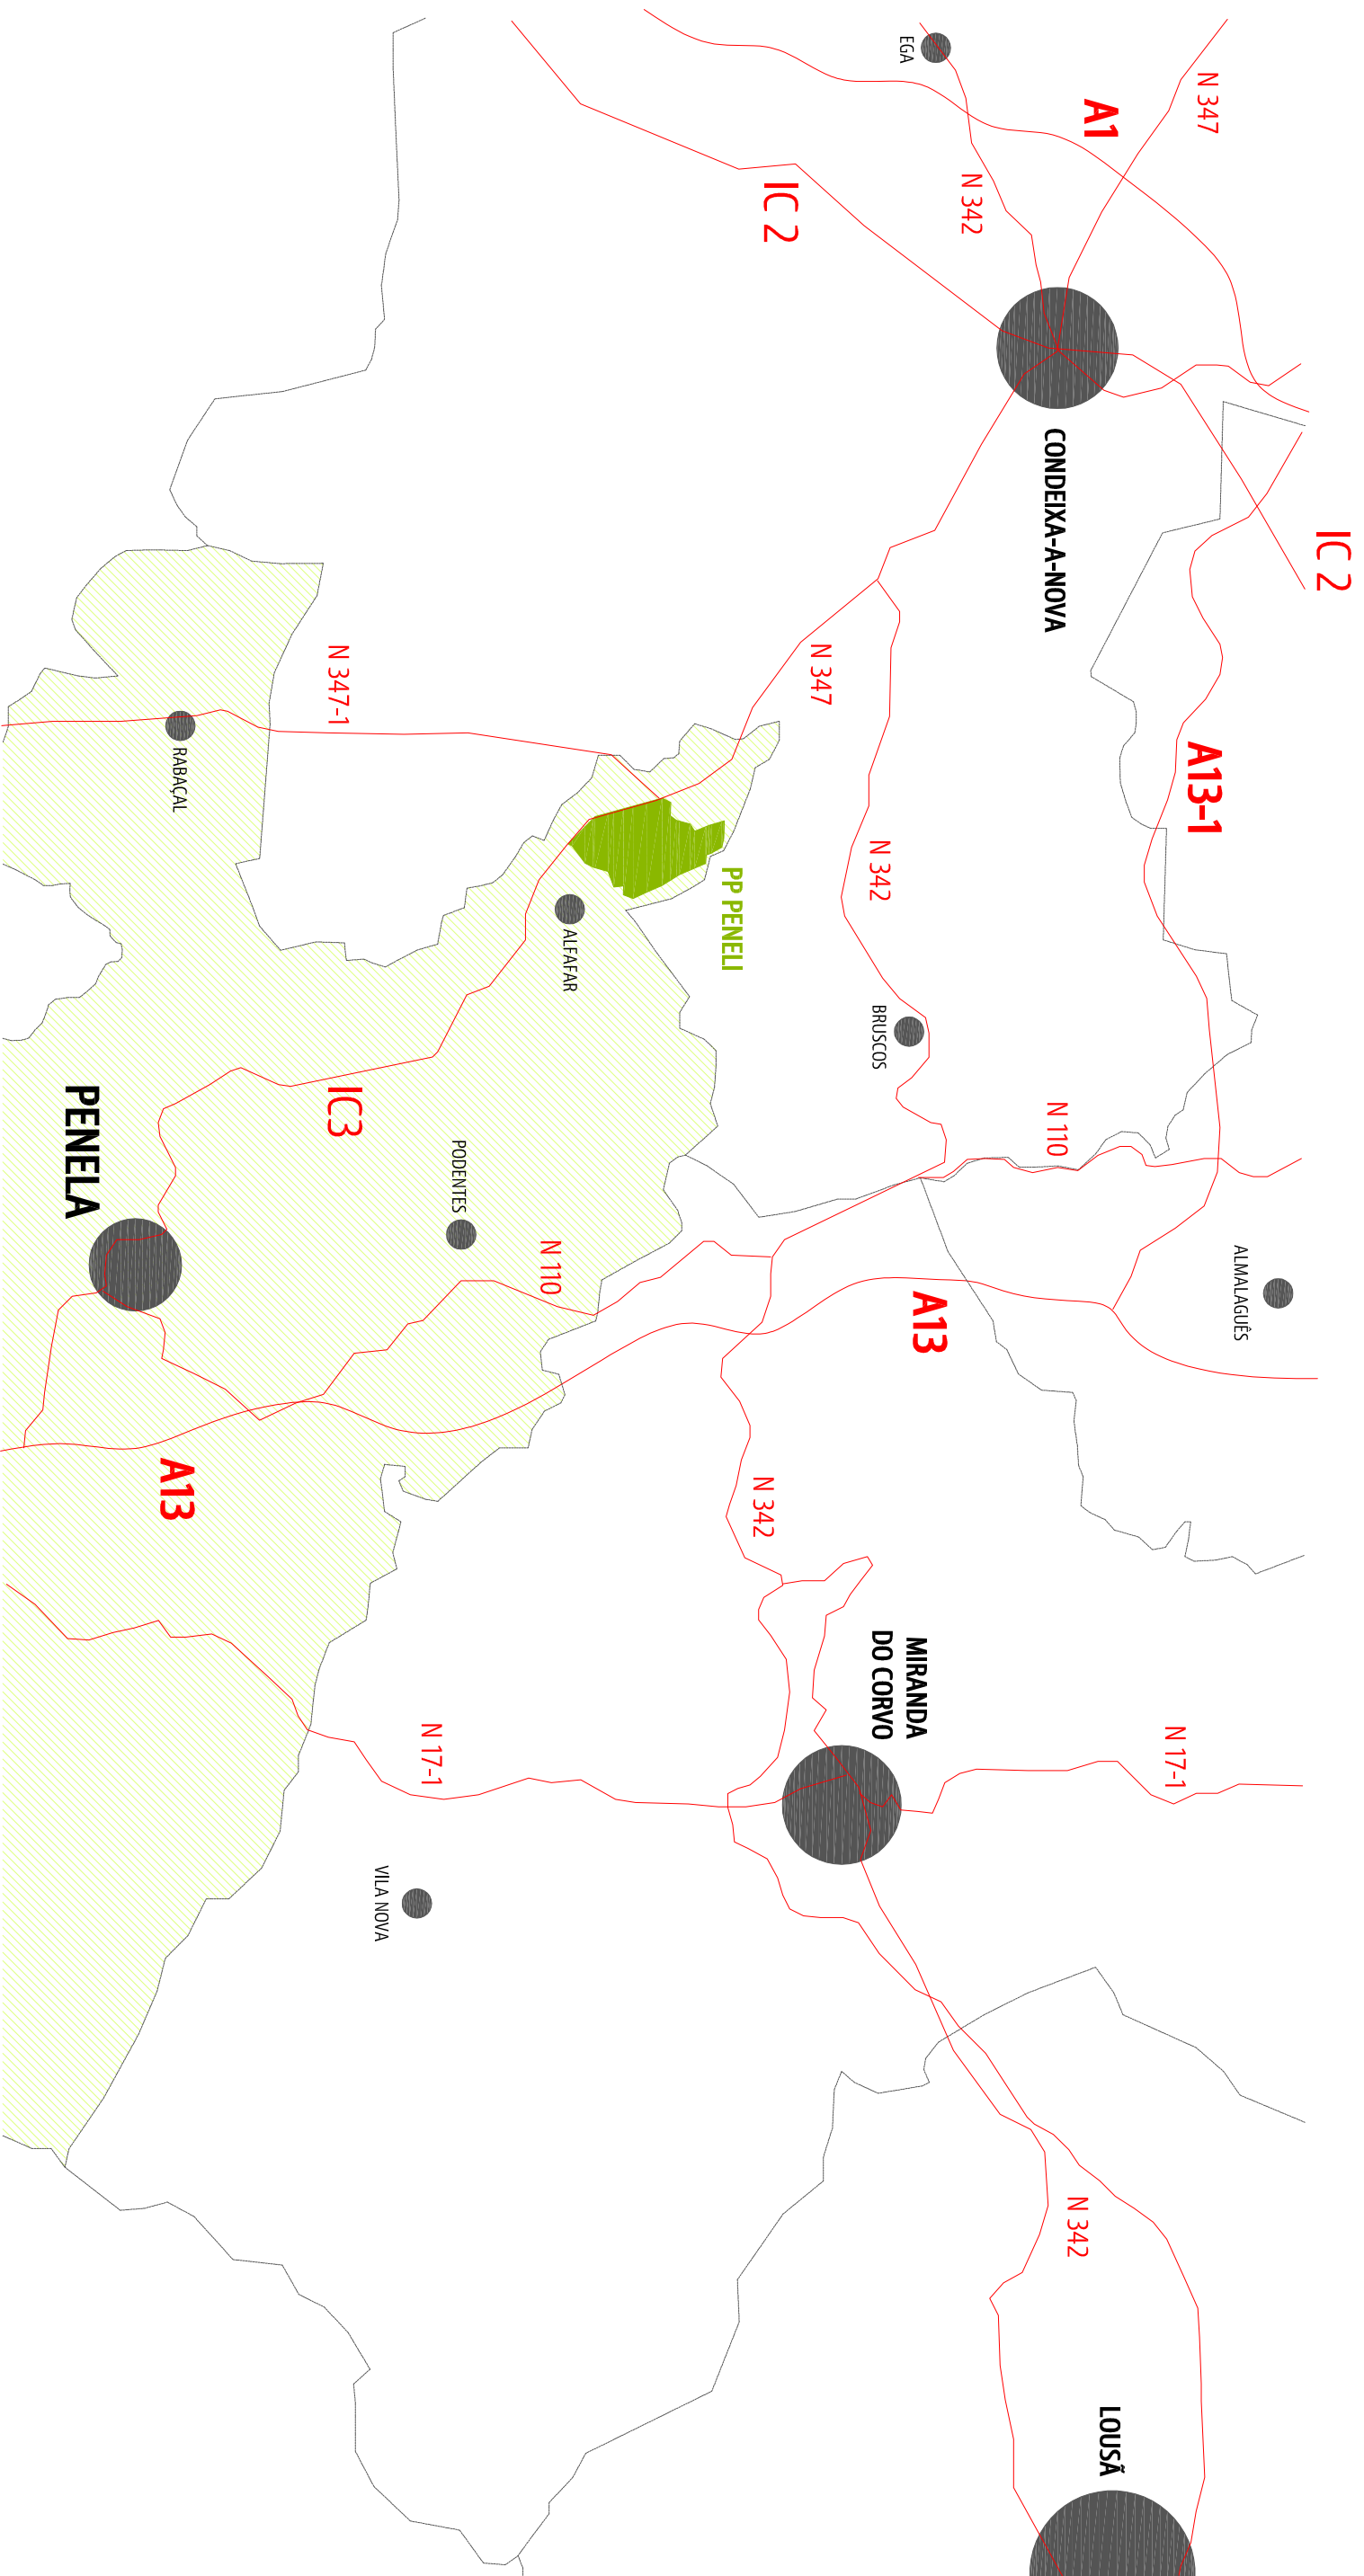 IC 2
N 347
A1
EGA
N 342
IC 2
CONDEIXA-A-NOVA
A13-1
N 347
N 347-1
RABAÇAL
N 342
PP PENELI
ALFAFAR
BRUSCOS
N 110
ALMALAGUÊS
A13
IC3
PENELA
PODENTES
N 110
A13
N 342
MIRANDA
DO CORVO
N 17-1
N 17-1
VILA NOVA
N 342
LOUSÃ